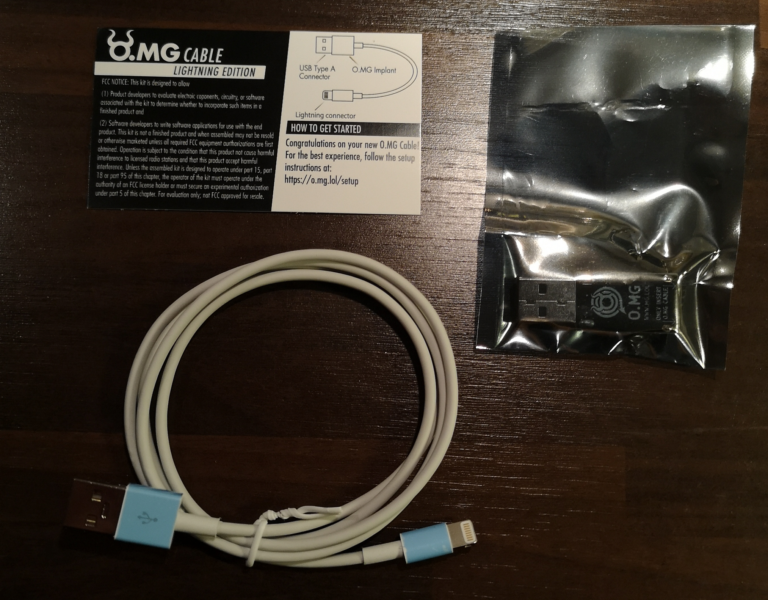 O.MG CABLE
LIGHTNING EDITION
FCC NOTICE: This kit is designed to allow
(1) Product developers to evaluate electronic components, circuitry, or software
associated with the kit to determine whether to incorporate such items in a
finished product and
(2) Software developers to write software applications for use with the end
product. This kit is not a finished product and when assembled may not be resold
or otherwise marketed unless all required FCC equipment authorizations are first
obtained. Operation is subject to the condition that this product not cause harmful
interference to licensed radio stations and that this product accept harmful
interference. Unless the assembled kit is designed to operate under part 15, part
18 or part 95 of this chapter, the operator of the kit must operate under the
authority of an FCC license holder or must secure an experimental authorization
under part 5 of this chapter. For evaluation only; not FCC approved for resale.
USB Type A
Connector
O.MG Implant
Lightning connector
HOW TO GET STARTED
Congratulations on your new O.MG Cable!
For the best experience, follow the setup
instructions at:
https://o.mg.lol/setup
O.MG
ONLY INSERT
O.MG CABLE